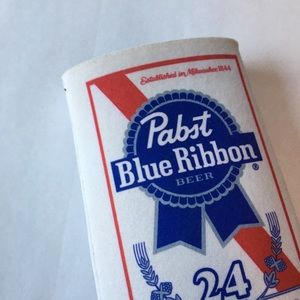 Established in Milwaukee 1844
Pabst
Blue Ribbon
BEER
®
24